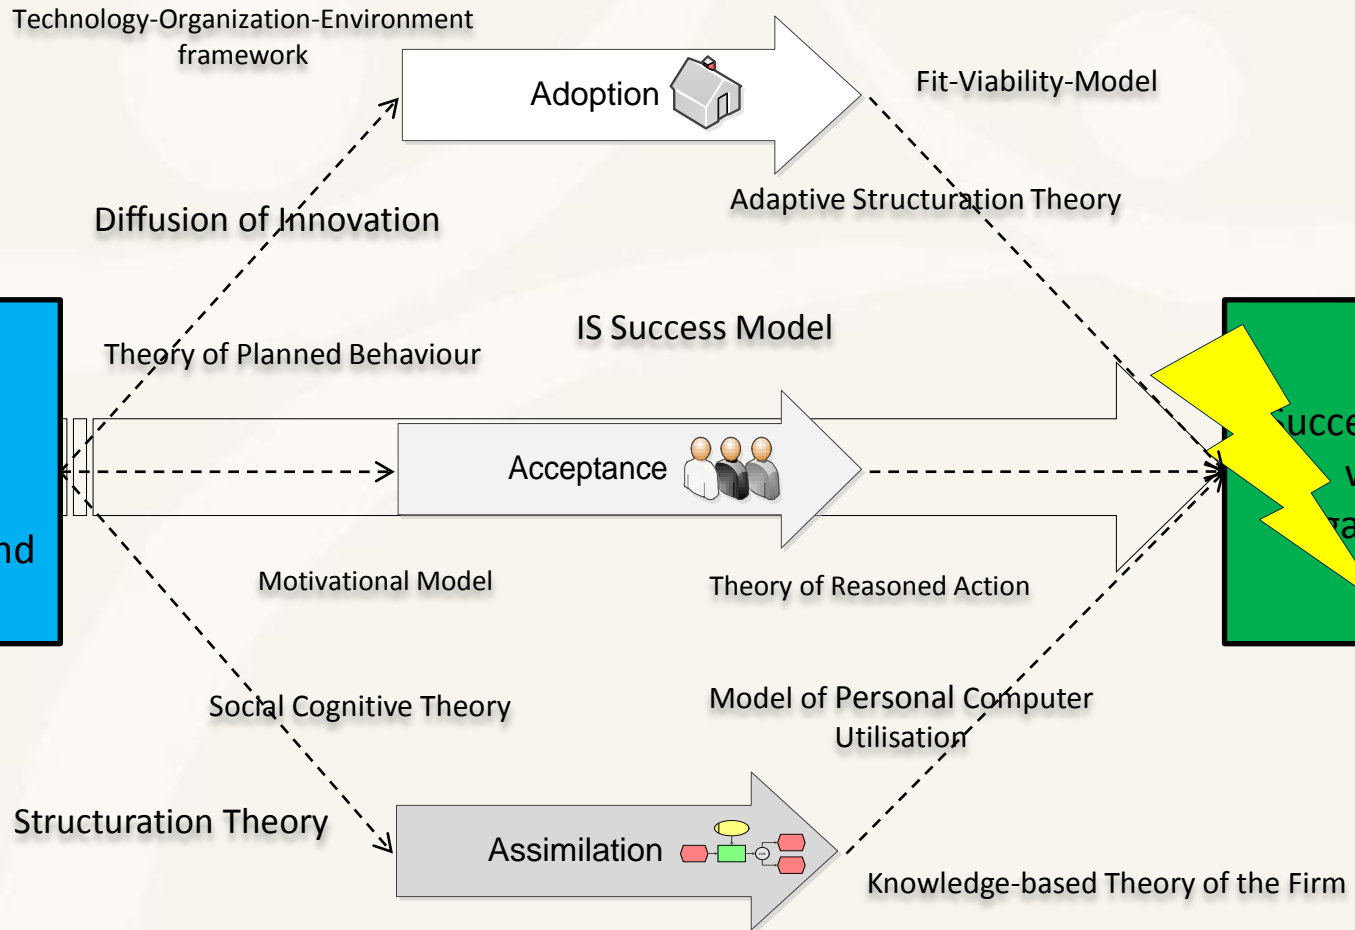 Technology-Organization-Environment
framework
Adoption
Fit-Viability-Model
Adaptive Structuration Theory
Diffusion of Innovation
IS Success Model
Theory of Planned Behaviour
Acceptance
Motivational Model
Theory of Reasoned Action
Social Cognitive Theory
Model of Personal Computer
Utilisation
Structuration Theory
Assimilation
Knowledge-based Theory of the Firm